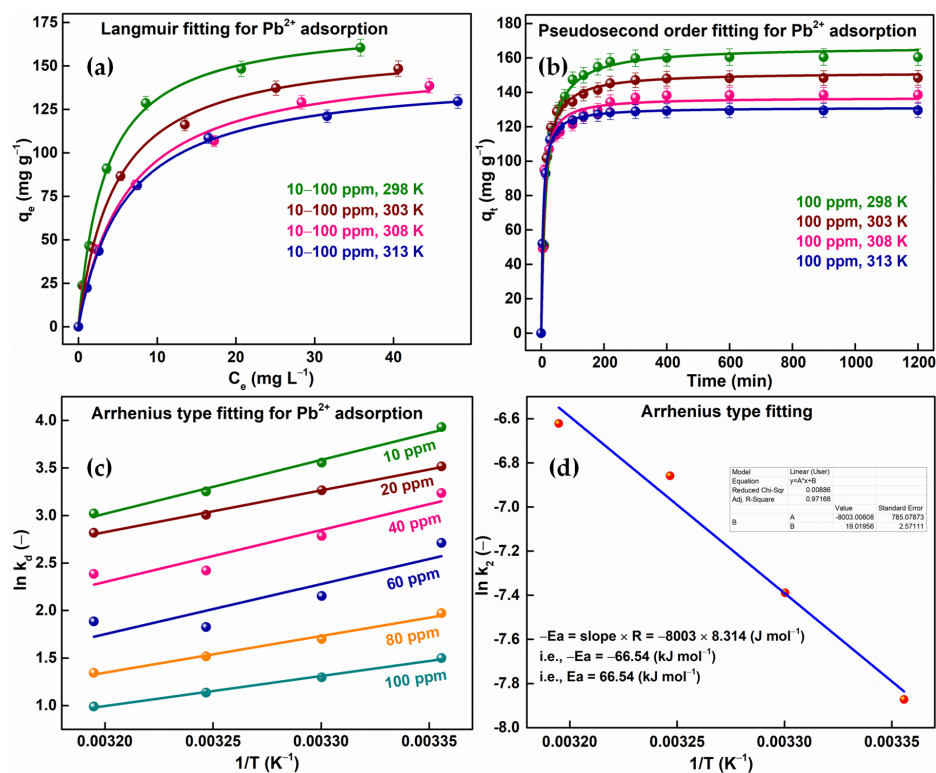 Langmuir fitting for Pb²⁺ adsorption
(a)
175
150
125
100
75
50
25
0
qₑ (mg g⁻¹)
10–100 ppm, 298 K
10–100 ppm, 303 K
10–100 ppm, 308 K
10–100 ppm, 313 K
0 10 20 30 40
Cₑ (mg L⁻¹)
Pseudosecond order fitting for Pb²⁺ adsorption
(b)
180
160
140
120
100
80
60
40
20
0
qₜ (mg g⁻¹)
100 ppm, 298 K
100 ppm, 303 K
100 ppm, 308 K
100 ppm, 313 K
0 200 400 600 800 1000 1200
Time (min)
Arrhenius type fitting for Pb²⁺ adsorption
(c)
4.0
3.5
3.0
2.5
2.0
1.5
1.0
ln k_d (–)
10 ppm
20 ppm
40 ppm
60 ppm
80 ppm
100 ppm
0.00320 0.00325 0.00330 0.00335
1/T (K⁻¹)
Arrhenius type fitting
(d)
-6.6
-6.8
-7.0
-7.2
-7.4
-7.6
-7.8
-8.0
ln k₂ (–)
Model Linear (User)
Equation y=A*x+B
Reduced Chi-Sqr 0.00886
Adj. R-Square 0.97168
Value Standard Error
B A -8003.00608 785.07873
B 19.01956 2.57111
–Ea = slope × R = –8003 × 8.314 (J mol⁻¹)
i.e., –Ea = –66.54 (kJ mol⁻¹)
i.e., Ea = 66.54 (kJ mol⁻¹)
0.00320 0.00325 0.00330 0.00335
1/T (K⁻¹)